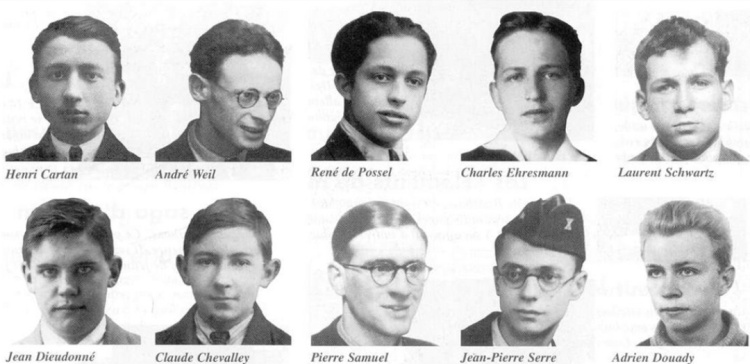 Henri Cartan
André Weil
René de Possel
Charles Ehresmann
Laurent Schwartz
Jean Dieudonné
Claude Chevalley
Pierre Samuel
Jean-Pierre Serre
Adrien Douady